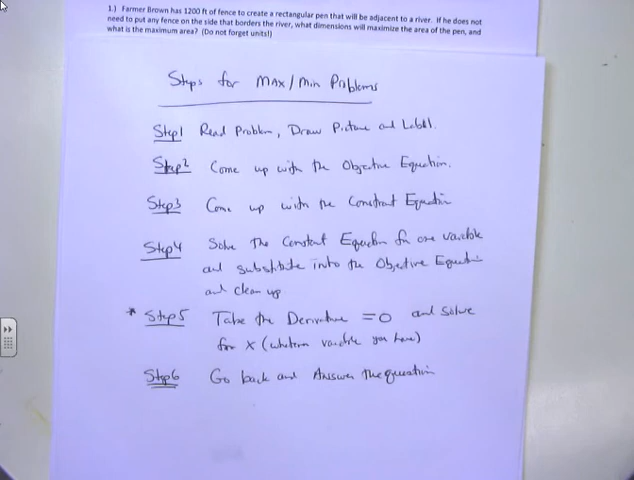 1.) Farmer Brown has 1200 ft of fence to create a rectangular pen that will be adjacent to a river. If he does not
need to put any fence on the side that borders the river, what dimensions will maximize the area of the pen, and
what is the maximum area? (Do not forget units!)
Steps for Max/Min Problems
Step1 Read Problem, Draw Picture and Label.
Step2 Come up with the Objective Equation.
Step3 Come up with the Constraint Equation
Step4 Solve the Constraint Equation for one variable
and substitute into the Objective Equation
and clean up
* Step5 Take the Derivative =0 and solve
for x (whatever variable you have)
Step6 Go back and Answer the question